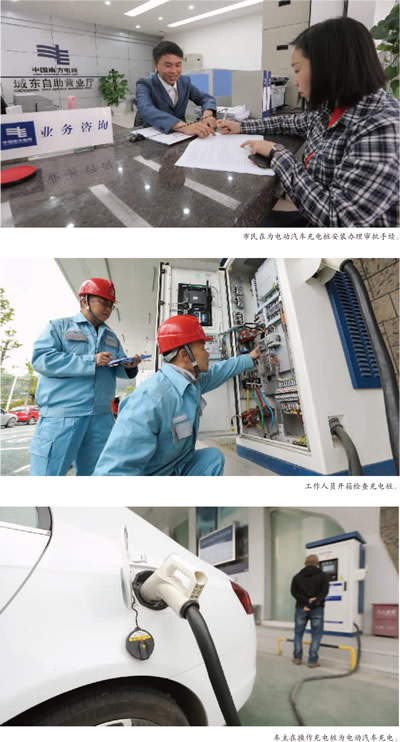 中国南方电网
城东自助营业厅
业务咨询
市民在为电动汽车充电桩安装办理审批手续。
工作人员开箱检查充电桩。
车主在操作充电桩为电动汽车充电。